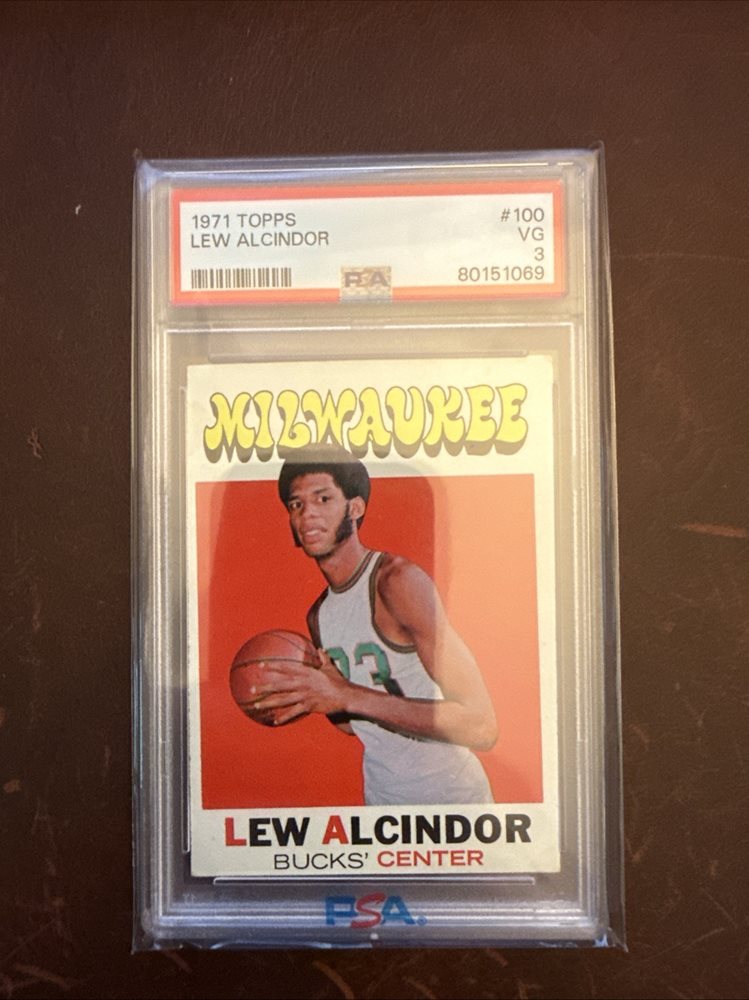 1971 TOPPS #100
LEW ALCINDOR VG
3
80151069
PSA
MILWAUKEE
33
LEW ALCINDOR
BUCKS' CENTER
PSA®